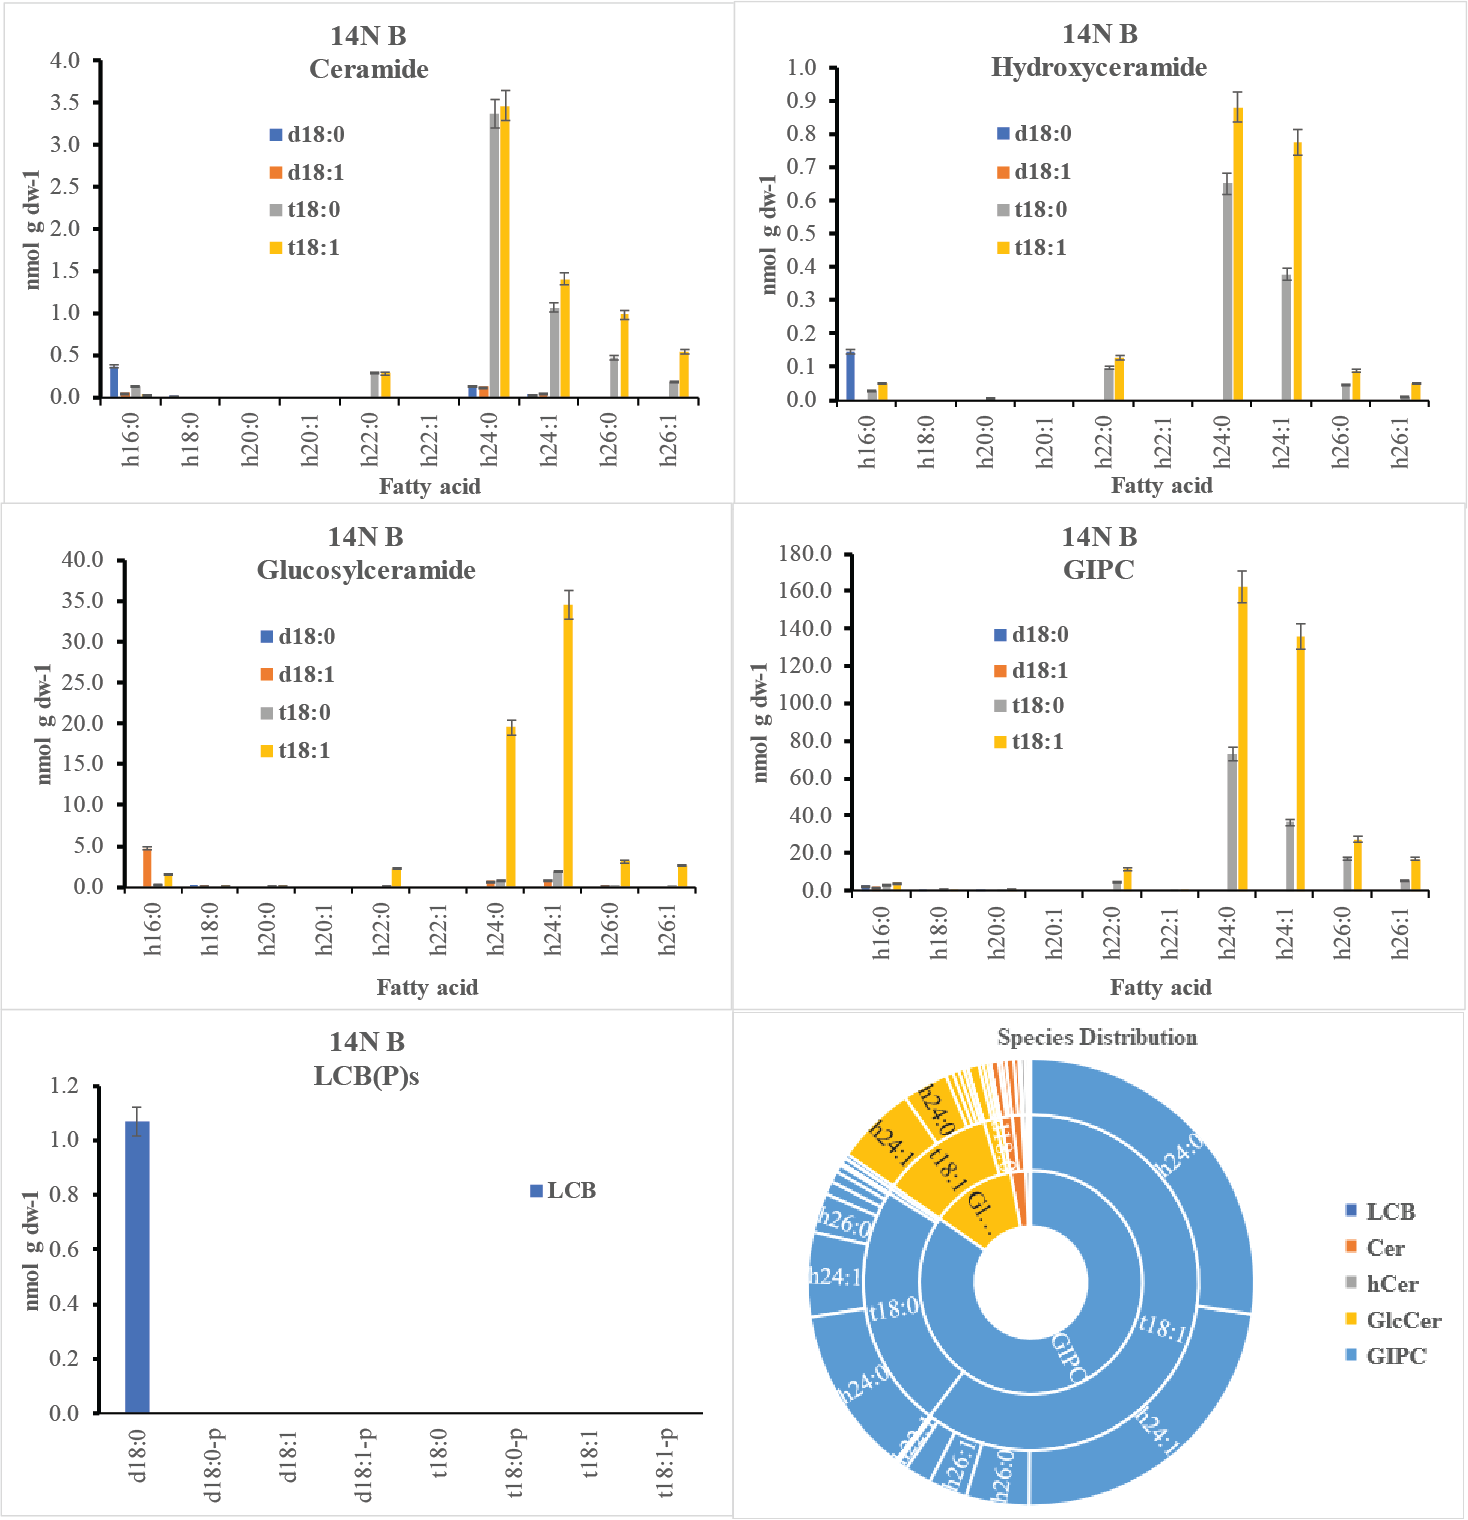 14N B
Ceramide
4.0
3.5
3.0
2.5
2.0
1.5
1.0
0.5
0.0
nmol g dw-1
d18:0
d18:1
t18:0
t18:1
h16:0
h18:0
h20:0
h20:1
h22:0
h22:1
h24:0
h24:1
h26:0
h26:1
Fatty acid
14N B
Hydroxyceramide
1.0
0.9
0.8
0.7
0.6
0.5
0.4
0.3
0.2
0.1
0.0
nmol g dw-1
d18:0
d18:1
t18:0
t18:1
h16:0
h18:0
h20:0
h20:1
h22:0
h22:1
h24:0
h24:1
h26:0
h26:1
Fatty acid
14N B
Glucosylceramide
40.0
35.0
30.0
25.0
20.0
15.0
10.0
5.0
0.0
nmol g dw-1
d18:0
d18:1
t18:0
t18:1
h16:0
h18:0
h20:0
h20:1
h22:0
h22:1
h24:0
h24:1
h26:0
h26:1
Fatty acid
14N B
GIPC
180.0
160.0
140.0
120.0
100.0
80.0
60.0
40.0
20.0
0.0
nmol g dw-1
d18:0
d18:1
t18:0
t18:1
h16:0
h18:0
h20:0
h20:1
h22:0
h22:1
h24:0
h24:1
h26:0
h26:1
Fatty acid
14N B
LCB(P)s
1.2
1.0
0.8
0.6
0.4
0.2
0.0
nmol g dw-1
LCB
d18:0
d18:0-p
d18:1
d18:1-p
t18:0
t18:0-p
t18:1
t18:1-p
Species Distribution
h24:0
h24:1
h26:0
h26:1
h24:0
h24:1
h26:0
h24:1
h24:0
t18:1
t18:0
t18:1
GIPC
Gl...
LCB
Cer
hCer
GlcCer
GIPC